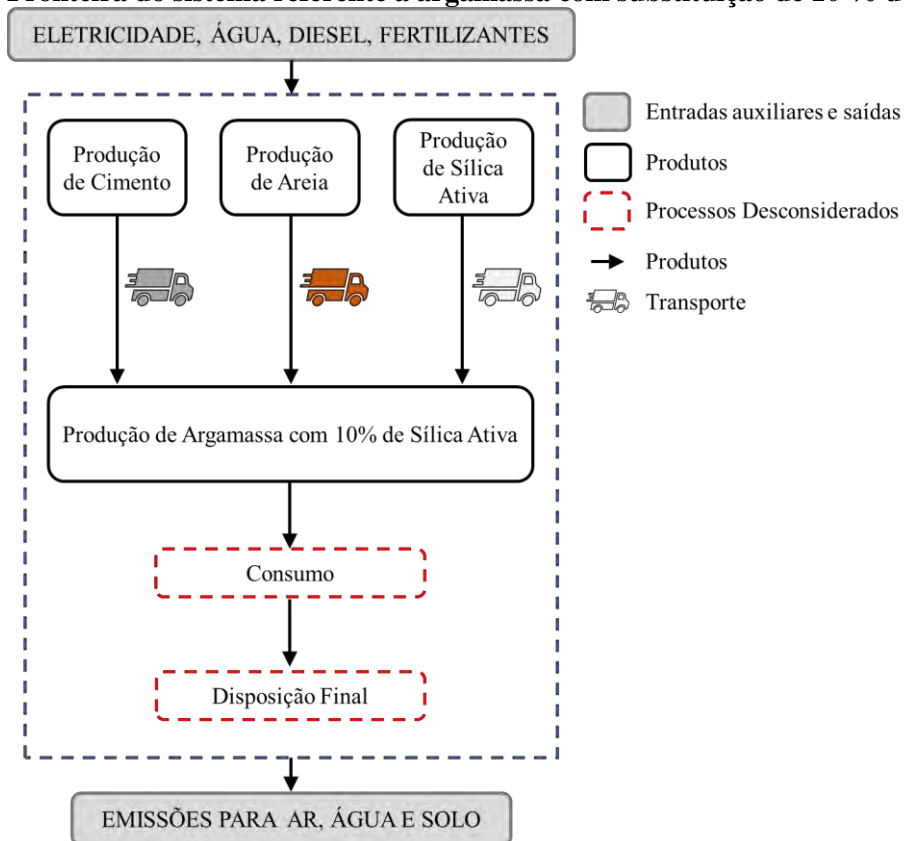 Fronteira do sistema referente à argamassa com substituição de 10 % d
ELETRICIDADE, ÁGUA, DIESEL, FERTILIZANTES
Produção
de Cimento
Produção
de Areia
Produção
de Sílica
Ativa
Entradas auxiliares e saídas
Produtos
Processos Desconsiderados
Produtos
Transporte
Produção de Argamassa com 10% de Sílica Ativa
Consumo
Disposição Final
EMISSÕES PARA AR, ÁGUA E SOLO